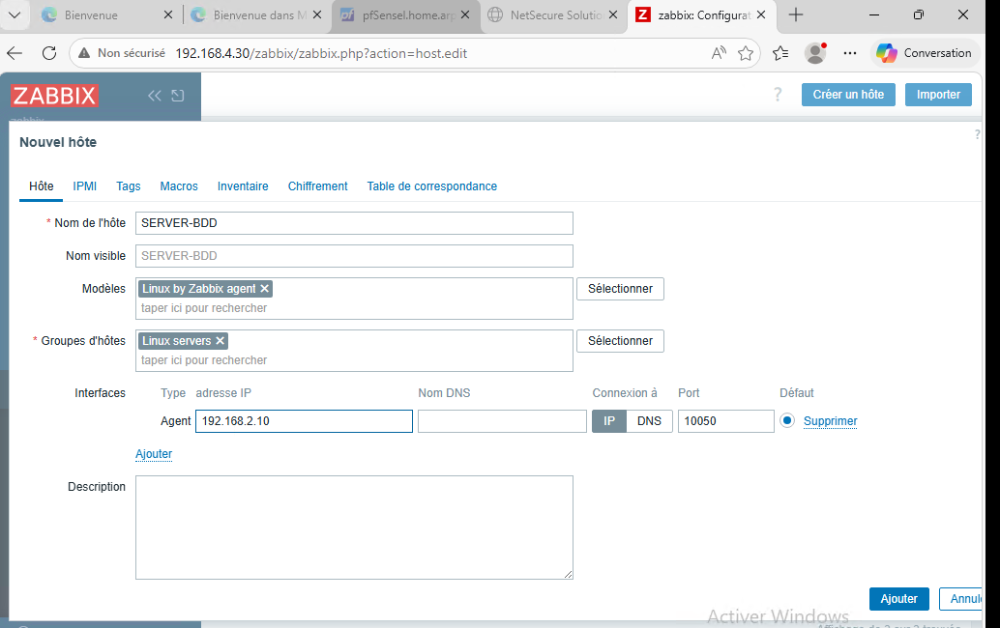 Bienvenue
Bienvenue dans M
pfSensel.home.arp
NetSecure Solutio
zabbix: Configurat
Non sécurisé 192.168.4.30/zabbix/zabbix.php?action=host.edit
Conversation
ZABBIX
?
Créer un hôte
Importer
zabbix
Nouvel hôte
?
Hôte IPMI Tags Macros Inventaire Chiffrement Table de correspondance
* Nom de l'hôte SERVER-BDD
Nom visible SERVER-BDD
Modèles Linux by Zabbix agent Sélectionner
taper ici pour rechercher
* Groupes d'hôtes Linux servers Sélectionner
taper ici pour rechercher
Interfaces Type adresse IP Nom DNS Connexion à Port Défaut
Agent 192.168.2.10 IP DNS 10050 Supprimer
Ajouter
Description
Ajouter Annule
Activer Windows